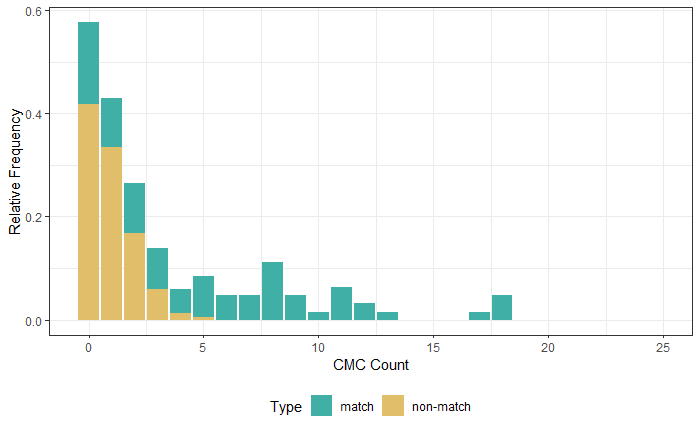 0.6
0.4
0.2
0.0
Relative Frequency
0 5 10 15 20 25
CMC Count
Type match non-match